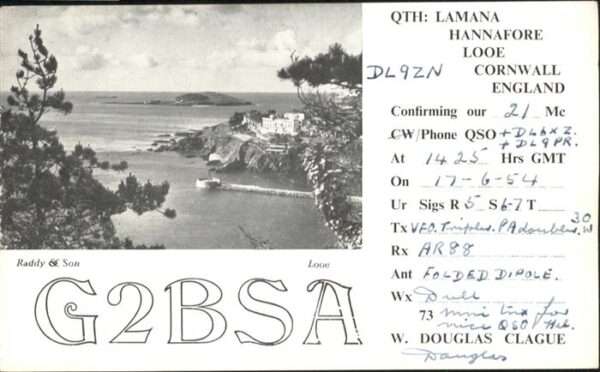 QTH: LAMANA
HANNAFORE
LOOE
DL9ZN CORNWALL
ENGLAND
Confirming our 21 Mc
CW/Phone QSO + DL6XZ.
+ DL9PR.
At 1425 Hrs GMT
On 17-6-54
Ur Sigs R 5 S 6-7 T
Tx VFO. Tripler. PA doubler. 30 W
Rx AR88
Ant FOLDED DIPOLE.
Wx Dull
73 mni tnx for
nice QSO
W. DOUGLAS CLAGUE
Douglas
Raddy & Son Looe
G2BSA